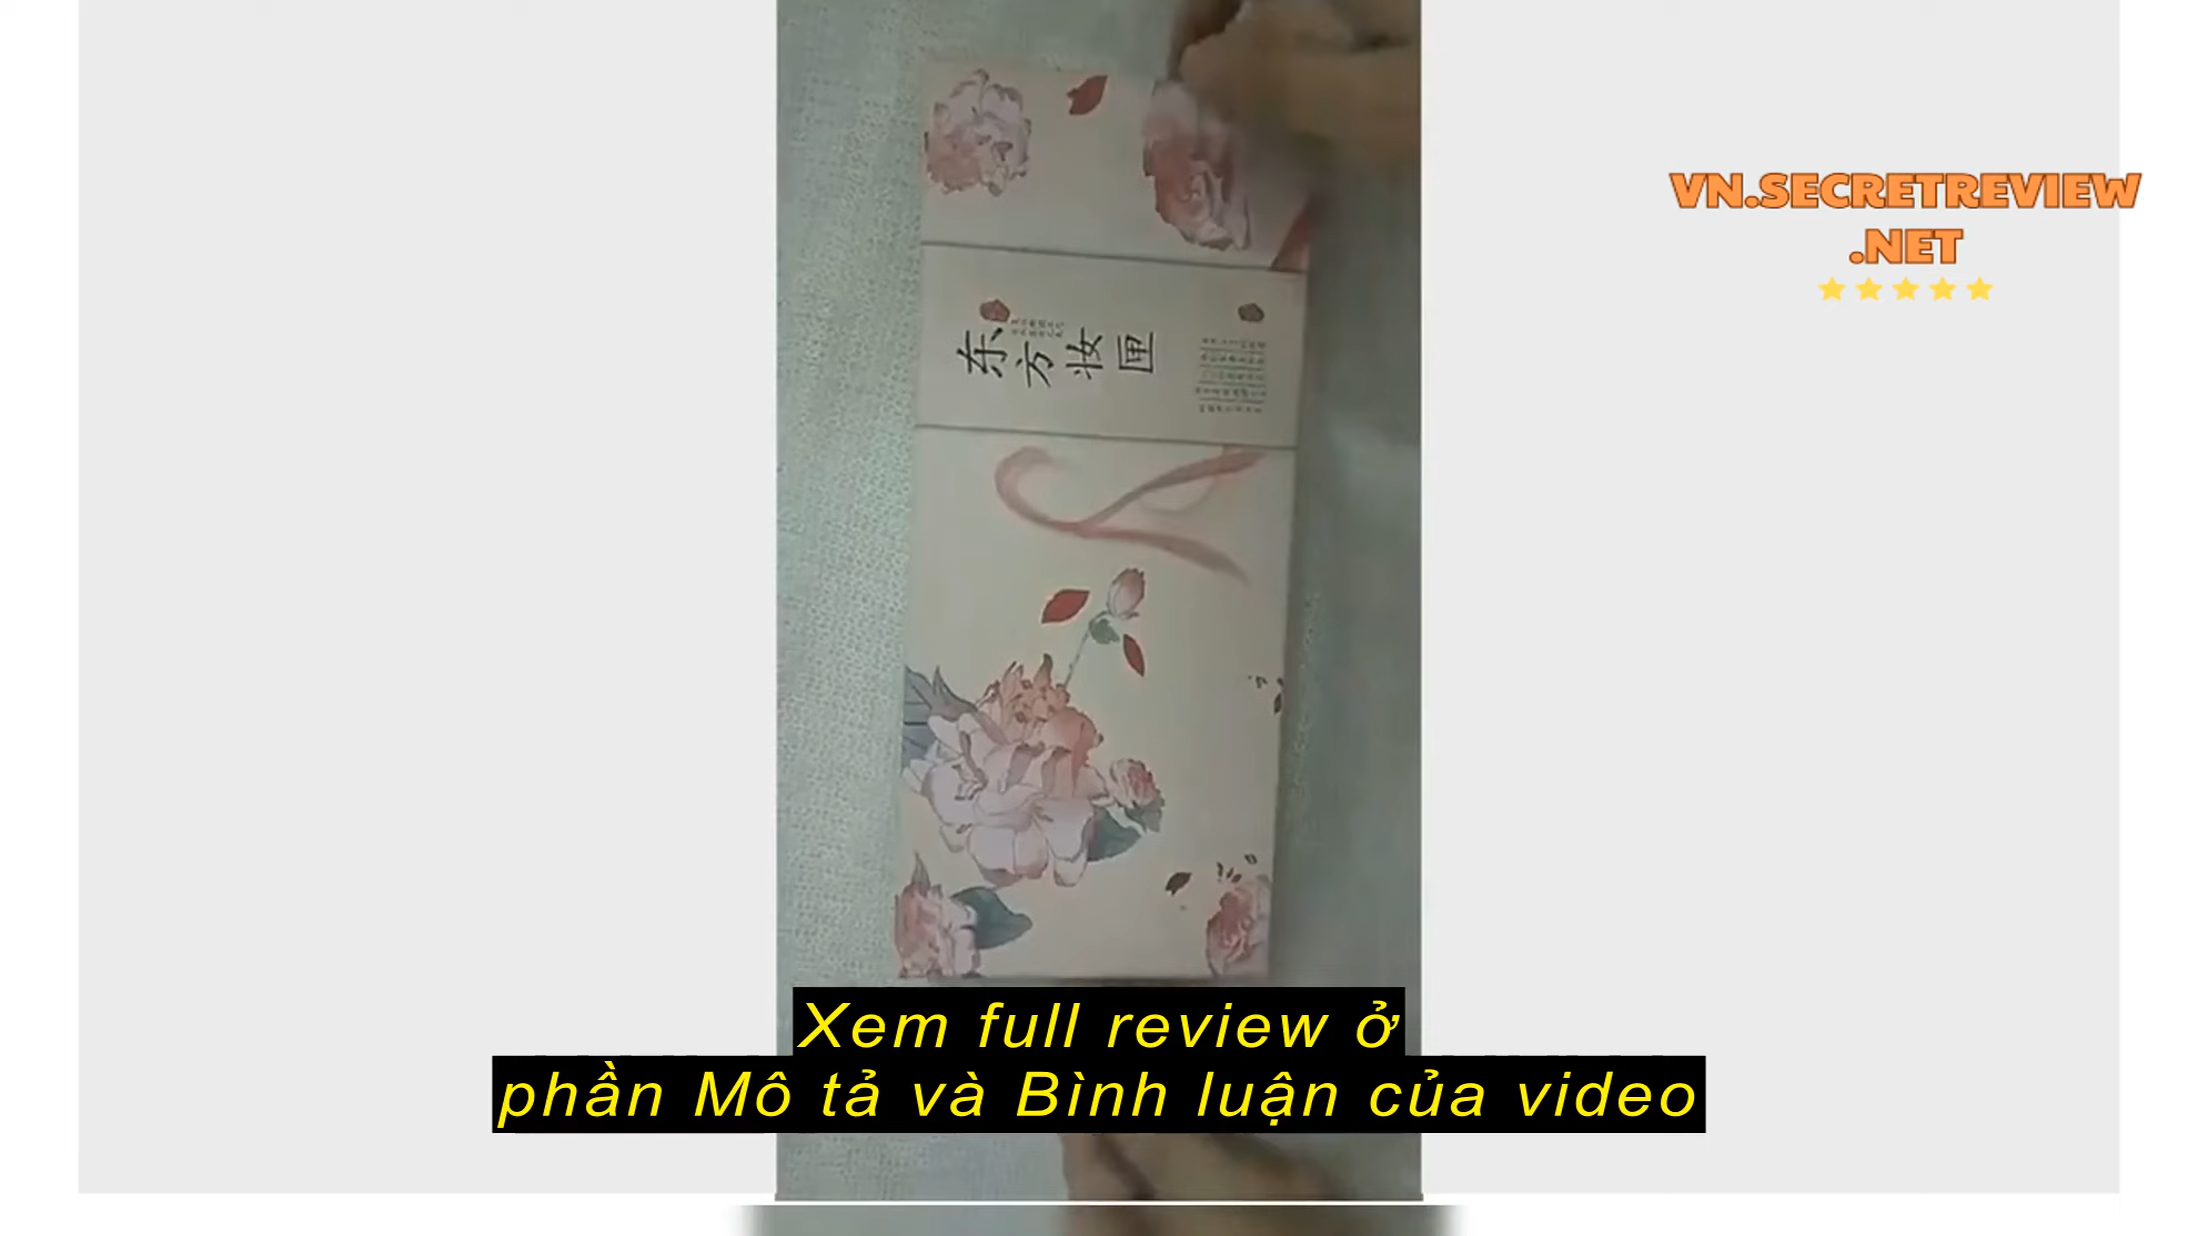 VN.SECRETREVIEW
.NET
东方妆匣
Xem full review ở
phần Mô tả và Bình luận của video